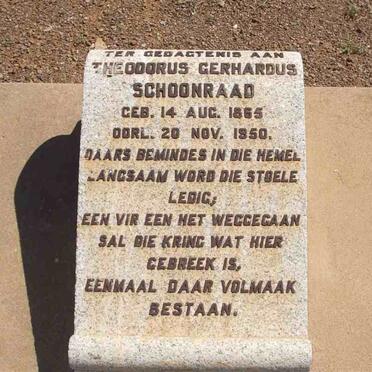 TER GEDAGTENIS AAN
THEODORUS GERHARDUS
SCHOONRAAD
GEB. 14 AUG. 1865
OORL. 20 NOV. 1950.
DAARS BEMINDES IN DIE HEMEL
LANGSAAM WORD DIE STOELE
LEDIG;
EEN VIR EEN HET WEGGEGAAN
SAL DIE KRING WAT HIER
GEBREEK IS,
EENMAAL DAAR VOLMAAK
BESTAAN.